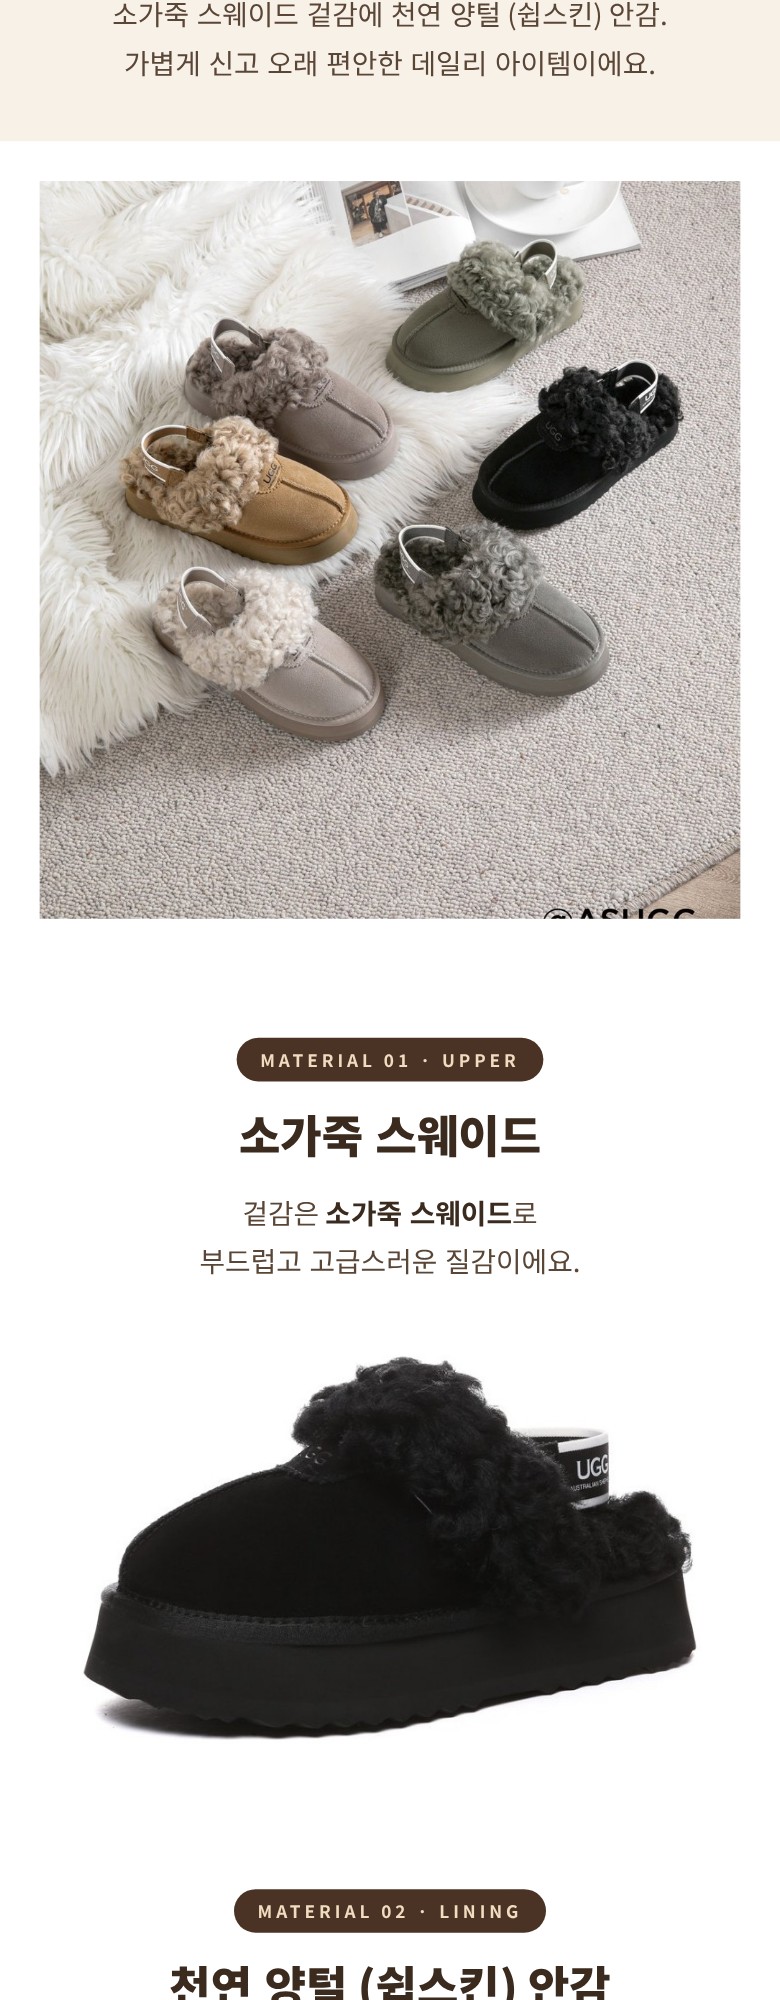 소가죽 스웨이드 겉감에 천연 양털 (쉽스킨) 안감.
가볍게 신고 오래 편안한 데일리 아이템이에요.
UGG
UGG
UGG
@ASUGG
MATERIAL 01 · UPPER
소가죽 스웨이드
겉감은 소가죽 스웨이드로
부드럽고 고급스러운 질감이에요.
UGG
MATERIAL 02 · LINING
천연 양털 (쉽스킨) 안감